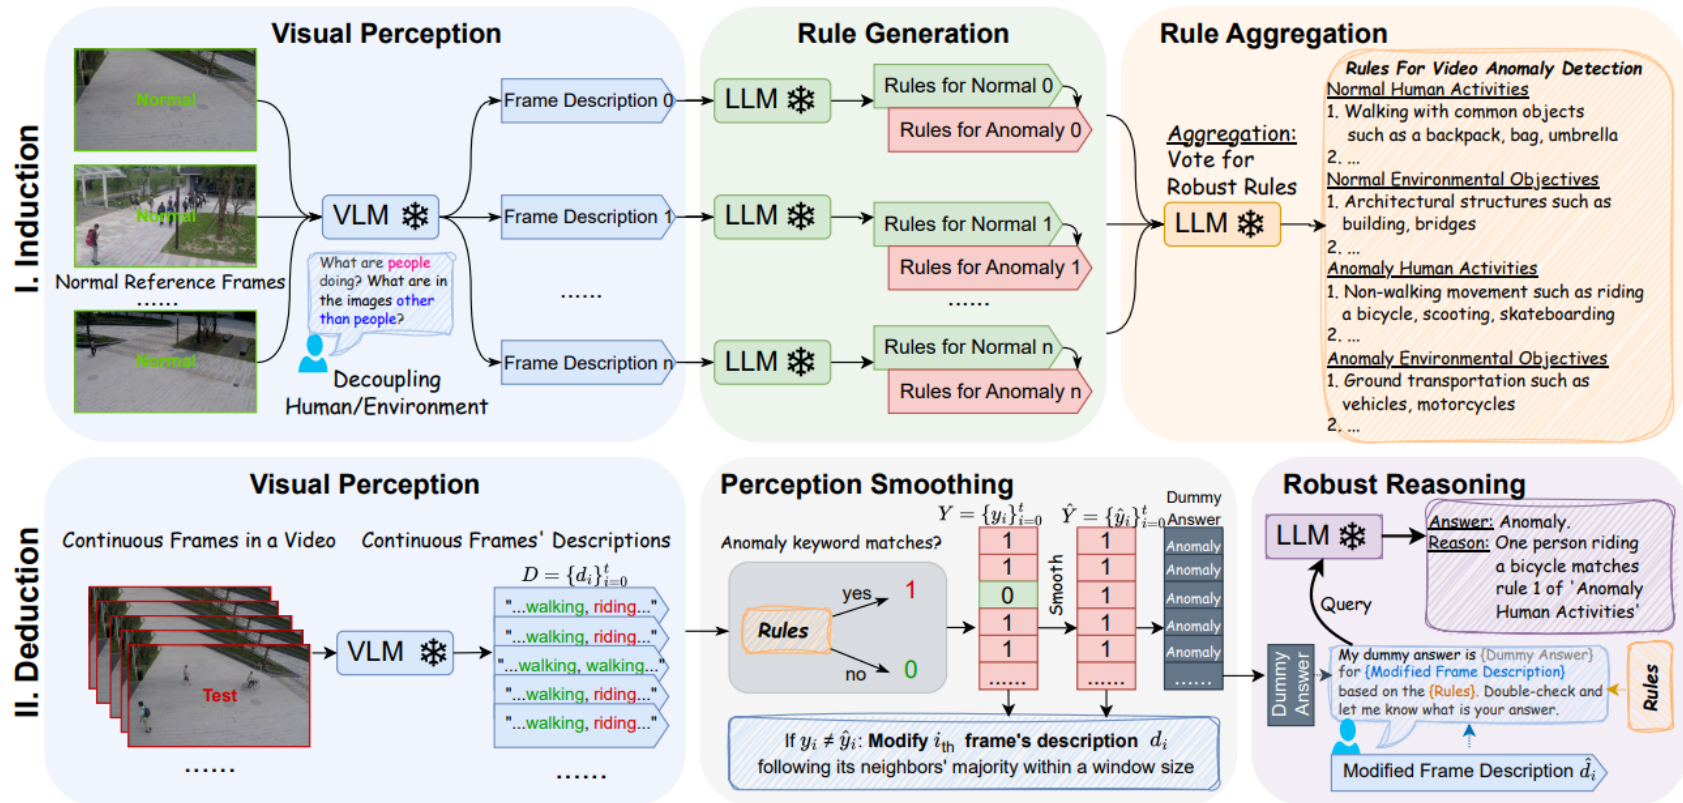 I. Induction
Visual Perception
Normal
Normal
Normal Reference Frames
......
Normal
VLM
What are people
doing? What are in
the images other
than people?
Decoupling
Human/Environment
Frame Description 0
Frame Description 1
......
Frame Description n
Rule Generation
LLM
Rules for Normal 0
Rules for Anomaly 0
LLM
Rules for Normal 1
Rules for Anomaly 1
......
LLM
Rules for Normal n
Rules for Anomaly n
Rule Aggregation
Aggregation:
Vote for
Robust Rules
LLM
Rules For Video Anomaly Detection
Normal Human Activities
1. Walking with common objects
such as a backpack, bag, umbrella
2. ...
Normal Environmental Objectives
1. Architectural structures such as
building, bridges
2. ...
Anomaly Human Activities
1. Non-walking movement such as riding
a bicycle, scooting, skateboarding
2. ...
Anomaly Environmental Objectives
1. Ground transportation such as
vehicles, motorcycles
2. ...
II. Deduction
Visual Perception
Continuous Frames in a Video
Test
......
VLM
Continuous Frames' Descriptions
D = {d_i}_{i=0}^t
"...walking, riding..."
"...walking, riding..."
"...walking, walking..."
"...walking, riding..."
"...walking, riding..."
......
Perception Smoothing
Anomaly keyword matches?
Rules
yes
1
no
0
Y = {y_i}_{i=0}^t
1
1
0
1
1
......
Smooth
Ŷ = {ŷ_i}_{i=0}^t
1
1
1
1
1
......
Dummy
Answer
Anomaly
Anomaly
Anomaly
Anomaly
Anomaly
......
If y_i ≠ ŷ_i: Modify i_th frame's description d_i
following its neighbors' majority within a window size
Robust Reasoning
LLM
Answer: Anomaly.
Reason: One person riding
a bicycle matches
rule 1 of 'Anomaly
Human Activities'
Query
Dummy
Answer
My dummy answer is {Dummy Answer}
for {Modified Frame Description}
based on the {Rules}. Double-check and
let me know what is your answer.
Rules
Modified Frame Description d̂_i